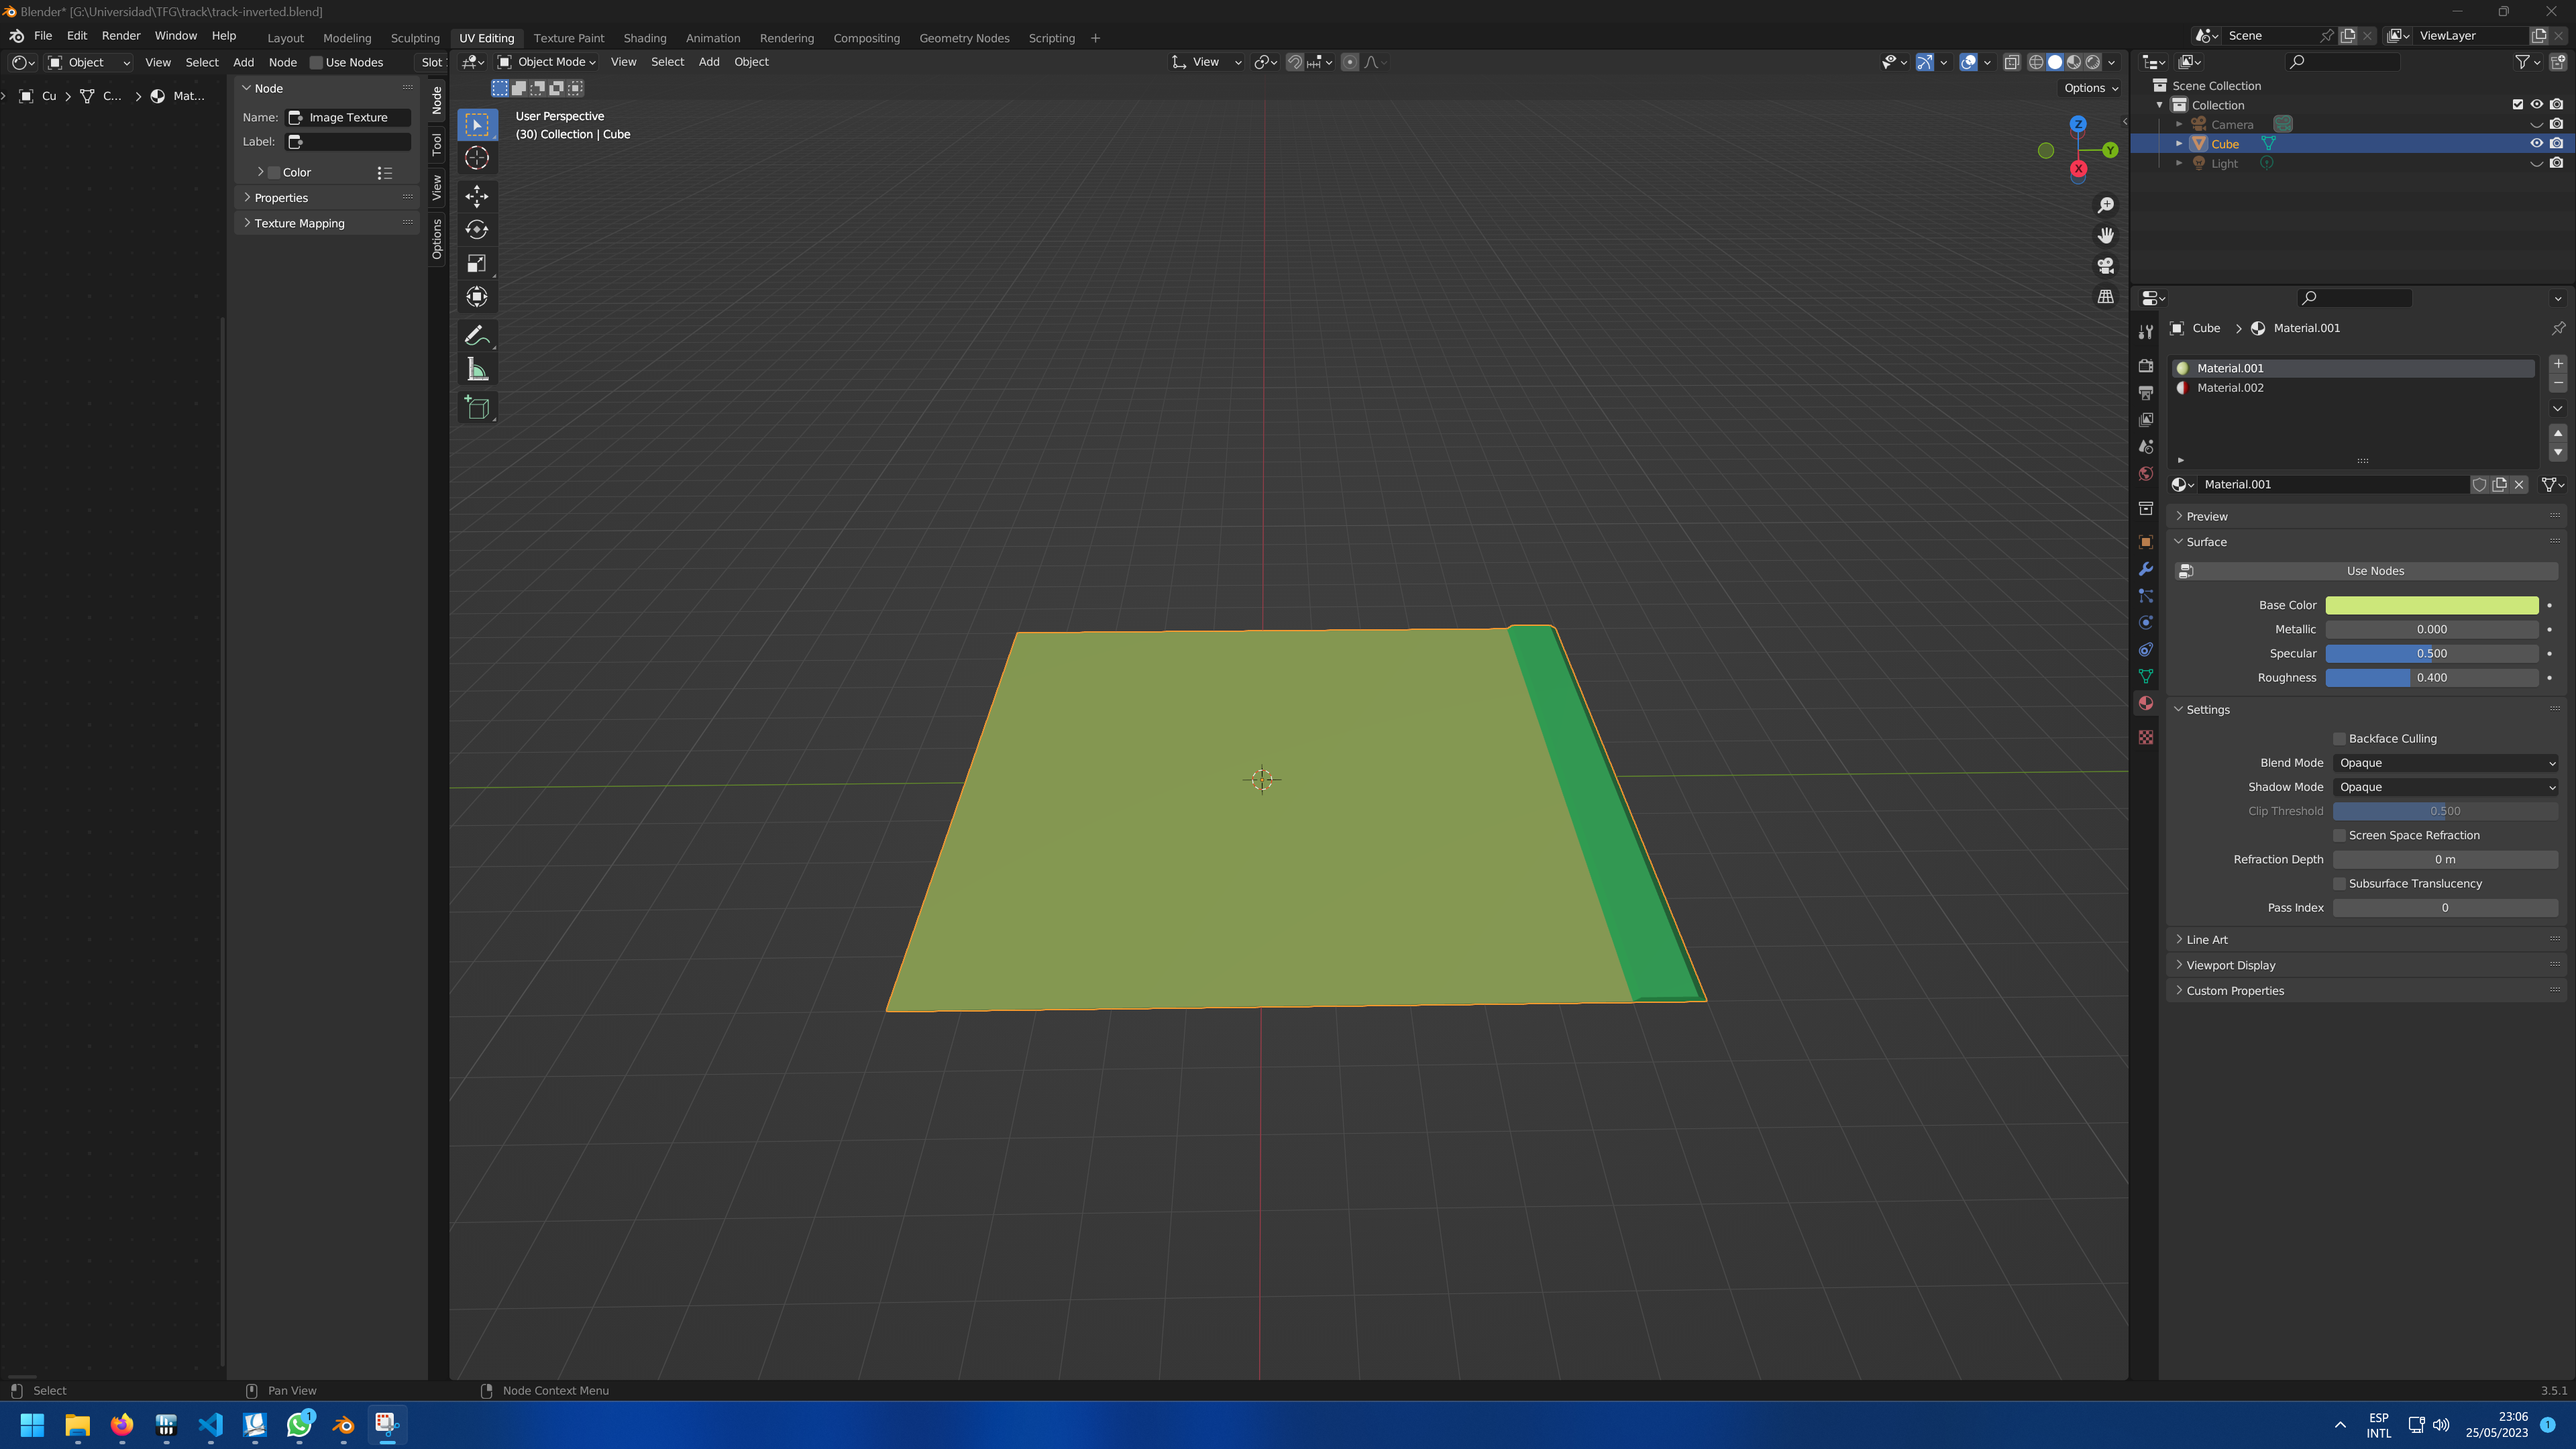 Blender* [G:\Universidad\TFG\track\track-inverted.blend]
File Edit Render Window Help Layout Modeling Sculpting UV Editing Texture Paint Shading Animation Rendering Compositing Geometry Nodes Scripting + Scene ViewLayer
Object View Select Add Node Use Nodes Slot Object Mode View Select Add Object View
Options
Cu C... Mat...
Node
Name: Image Texture
Label:
Color
Properties
Texture Mapping
Node
Tool
View
Options
User Perspective
(30) Collection | Cube
Z
Y
X
Scene Collection
Collection
Camera
Cube
Light
Cube Material.001
Material.001
Material.002
Material.001
Preview
Surface
Use Nodes
Base Color
Metallic 0.000
Specular 0.500
Roughness 0.400
Settings
Backface Culling
Blend Mode Opaque
Shadow Mode Opaque
Clip Threshold 0.500
Screen Space Refraction
Refraction Depth 0 m
Subsurface Translucency
Pass Index 0
Line Art
Viewport Display
Custom Properties
Select Pan View Node Context Menu 3.5.1
1
ESP
INTL
23:06
25/05/2023
1